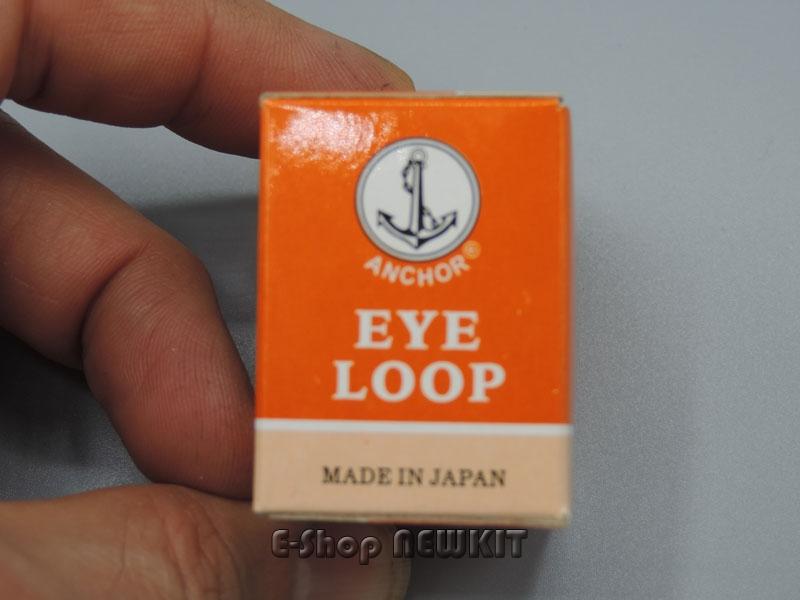 ANCHOR®
EYE
LOOP
MADE IN JAPAN
E-Shop NEWKIT